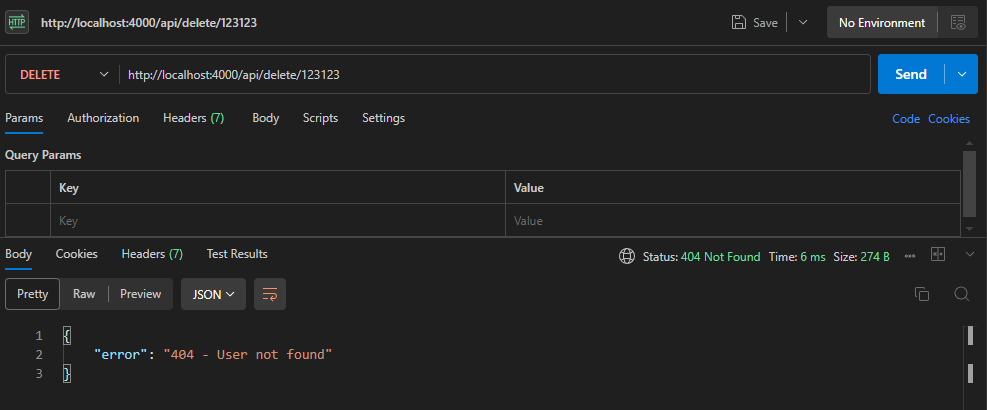 HTTP http://localhost:4000/api/delete/123123 Save No Environment
DELETE http://localhost:4000/api/delete/123123 Send
Params Authorization Headers (7) Body Scripts Settings Code Cookies
Query Params
Key Value
Key Value
Body Cookies Headers (7) Test Results Status: 404 Not Found Time: 6 ms Size: 274 B
Pretty Raw Preview JSON
1 {
2 "error": "404 - User not found"
3 }